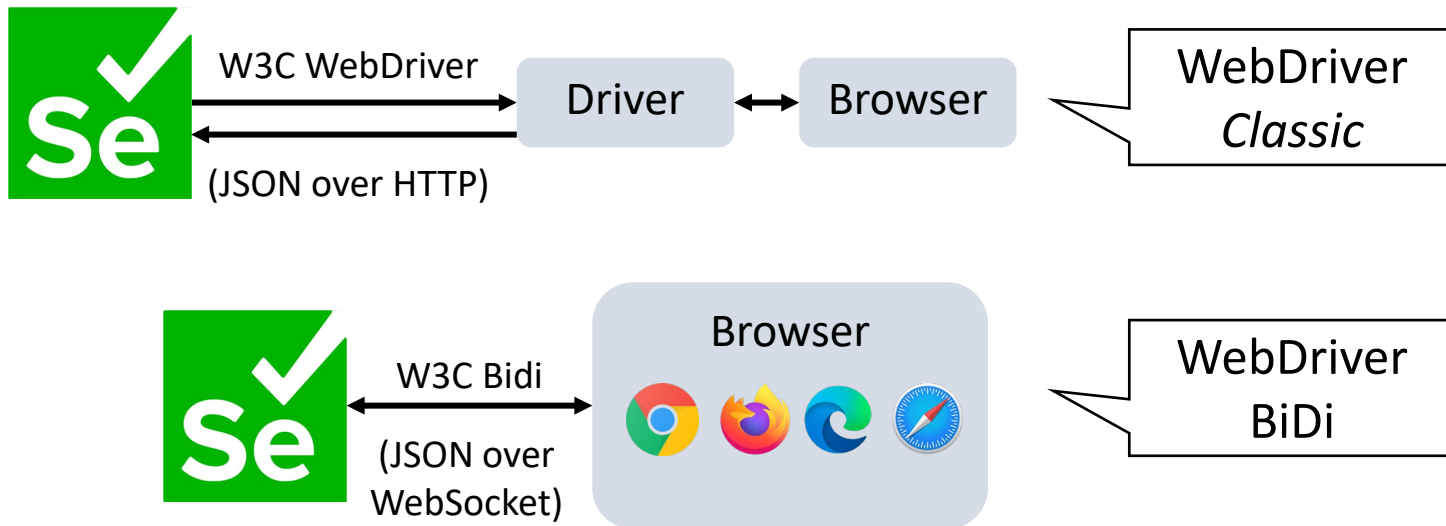 Se
W3C WebDriver
(JSON over HTTP)
Driver
Browser
WebDriver
Classic
Se
W3C Bidi
(JSON over
WebSocket)
Browser
WebDriver
BiDi